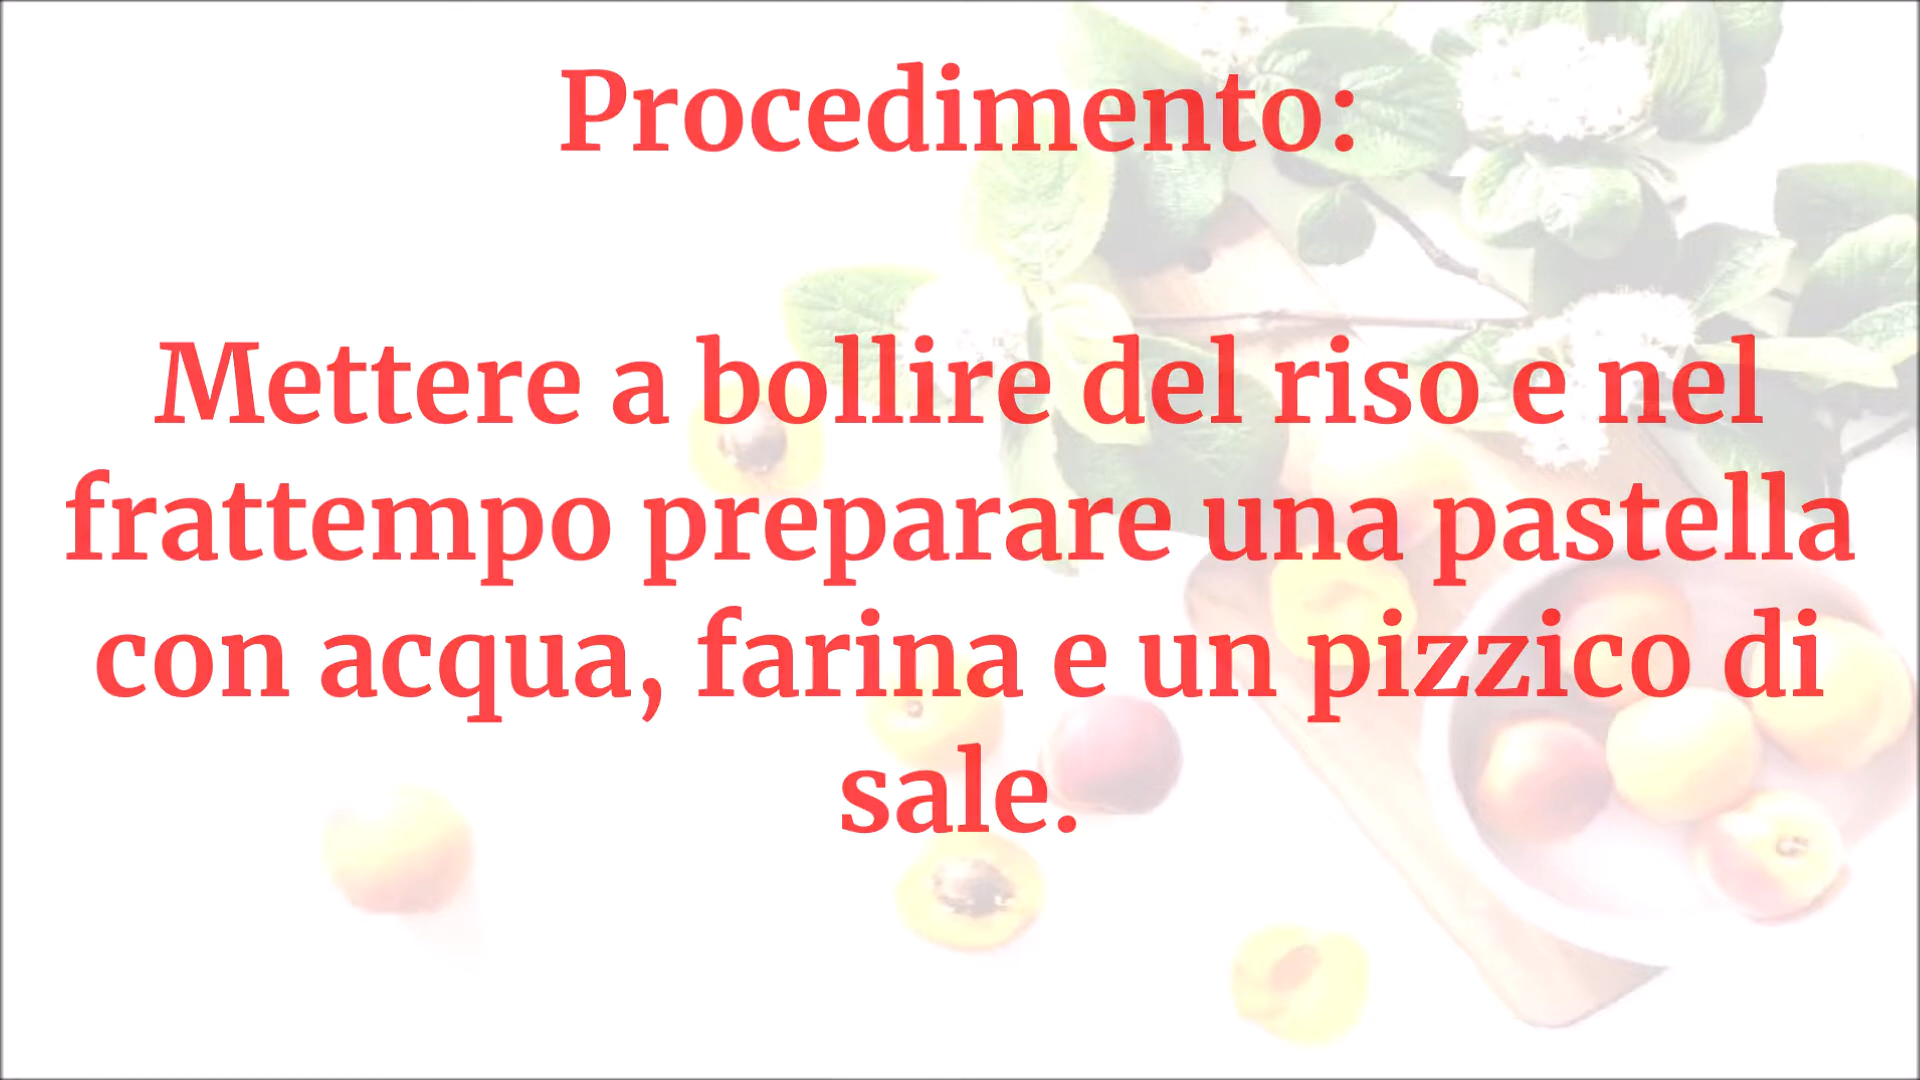 Procedimento:
Mettere a bollire del riso e nel
frattempo preparare una pastella
con acqua, farina e un pizzico di
sale.